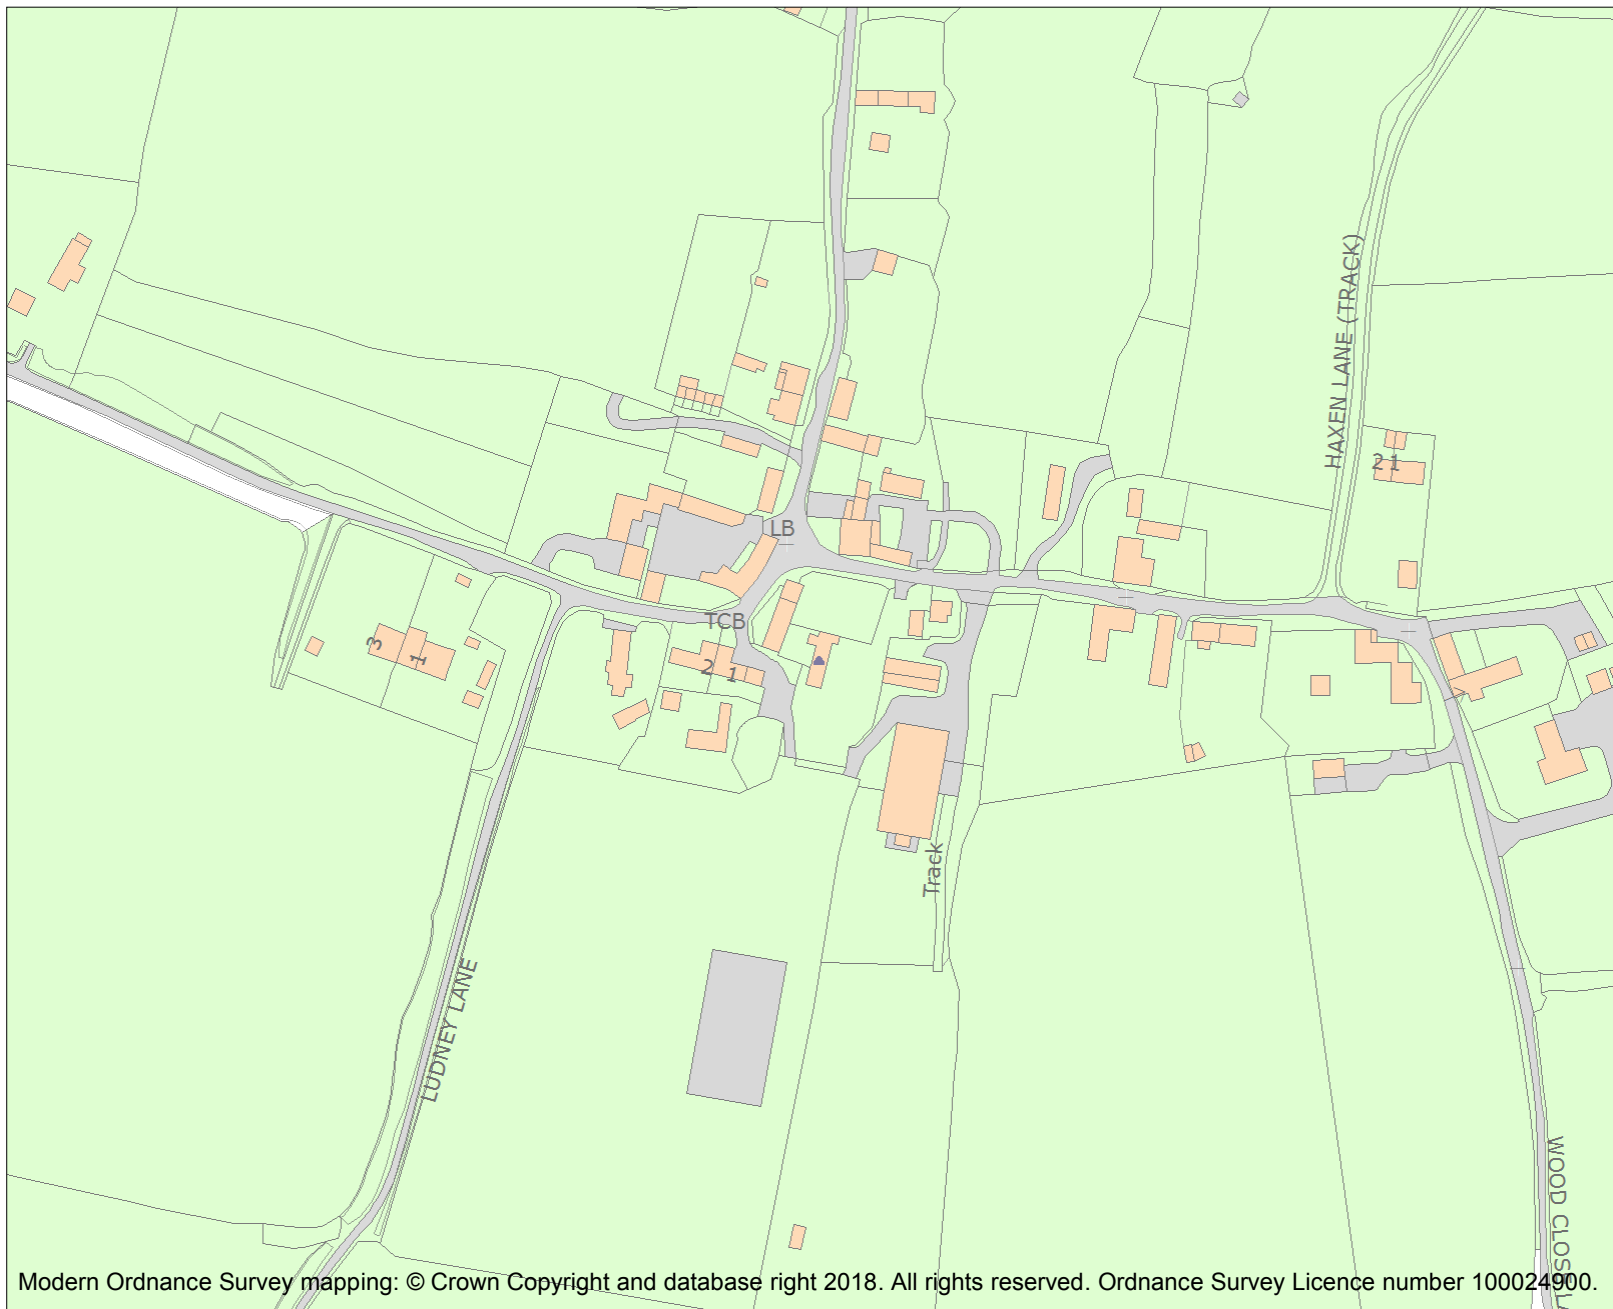 HAXEN LANE (TRACK)
2
1
LB
TCB
3
1
2
1
Track
LUDNEY LANE
WOOD CLOSE L
Modern Ordnance Survey mapping: © Crown Copyright and database right 2018. All rights reserved. Ordnance Survey Licence number 100024900.